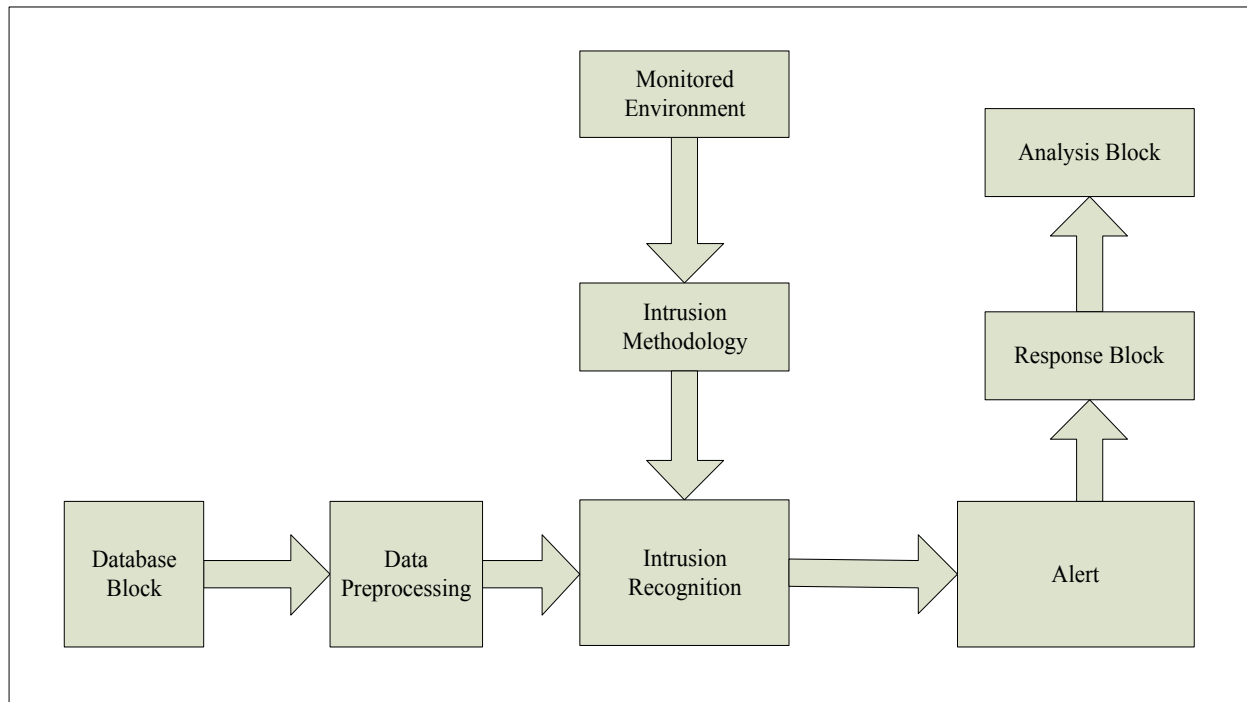 Monitored
Environment
Analysis Block
Intrusion
Methodology
Response Block
Database
Block
Data
Preprocessing
Intrusion
Recognition
Alert